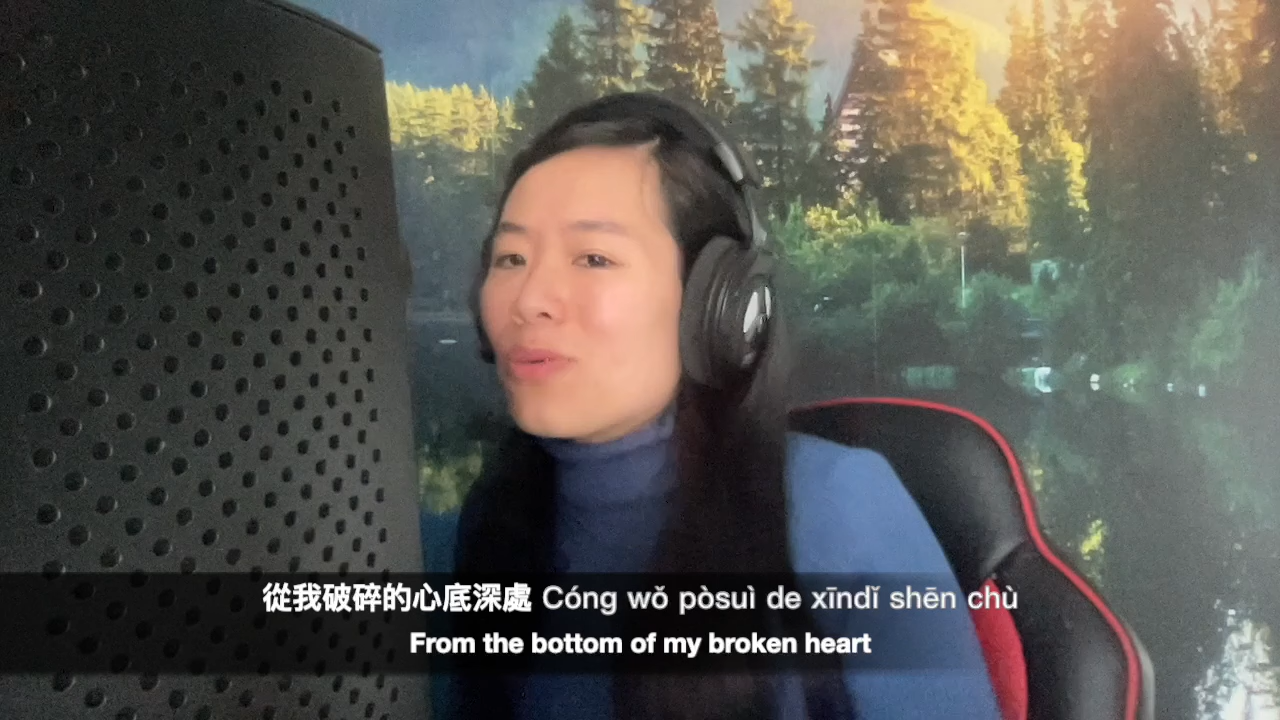 從我破碎的心底深處 Cóng wǒ pòsuì de xīndǐ shēn chù
From the bottom of my broken heart